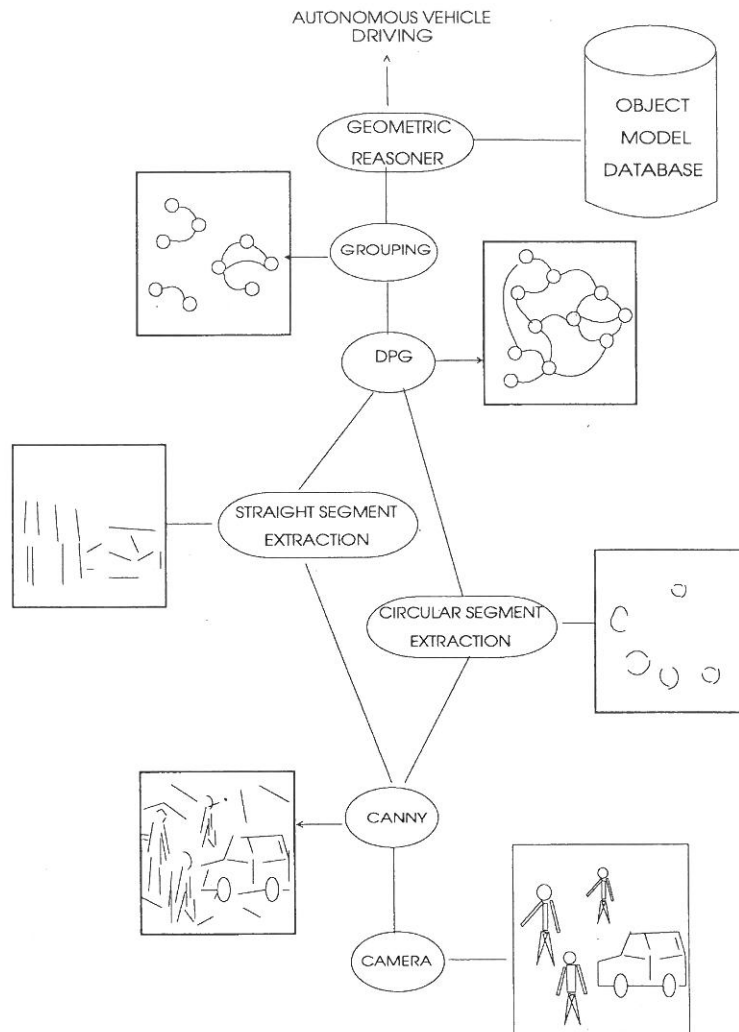 AUTONOMOUS VEHICLE
DRIVING
GEOMETRIC
REASONER
OBJECT
MODEL
DATABASE
GROUPING
DPG
STRAIGHT SEGMENT
EXTRACTION
CIRCULAR SEGMENT
EXTRACTION
CANNY
CAMERA